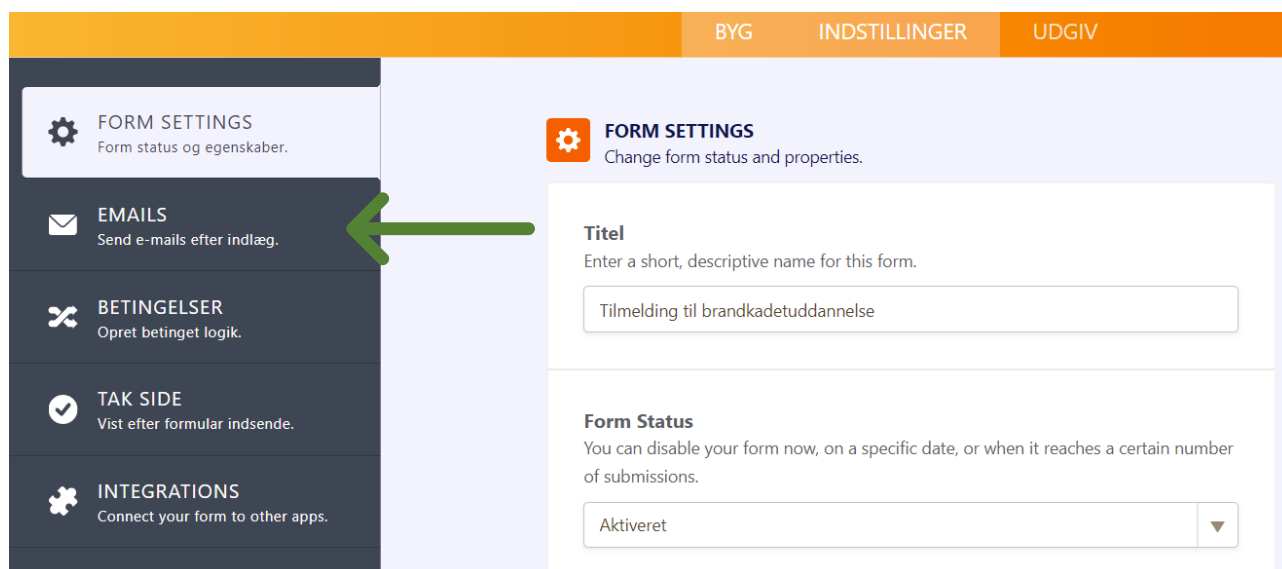 BYG INDSTILLINGER UDGIV
FORM SETTINGS
Form status og egenskaber.
EMAILS
Send e-mails efter indlæg.
BETINGELSER
Opret betinget logik.
TAK SIDE
Vist efter formular indsende.
INTEGRATIONS
Connect your form to other apps.
FORM SETTINGS
Change form status and properties.
Titel
Enter a short, descriptive name for this form.
Tilmelding til brandkadetuddannelse
Form Status
You can disable your form now, on a specific date, or when it reaches a certain number
of submissions.
Aktiveret